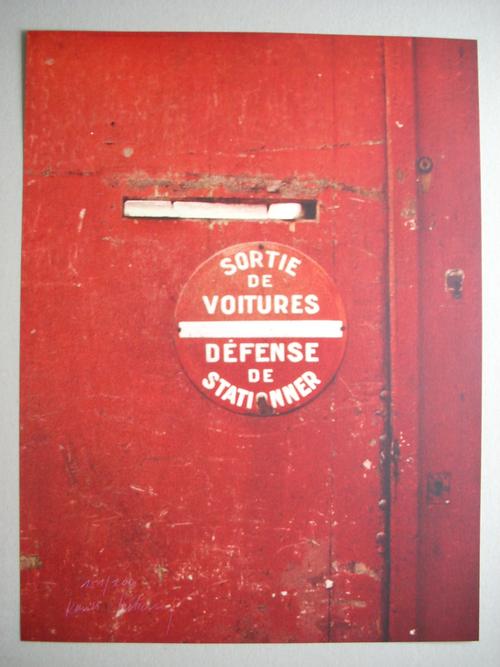 SORTIE
DE
VOITURES
DÉFENSE
DE
STATIONNER